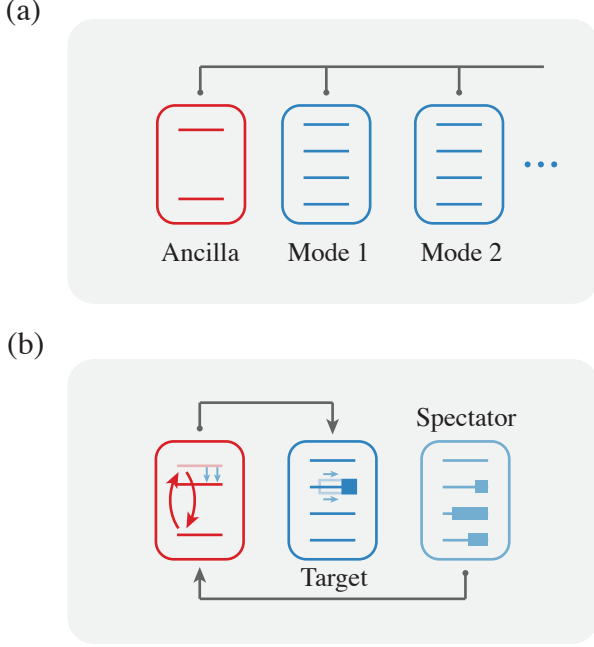 (a)
Ancilla
Mode 1
Mode 2
(b)
Spectator
Target